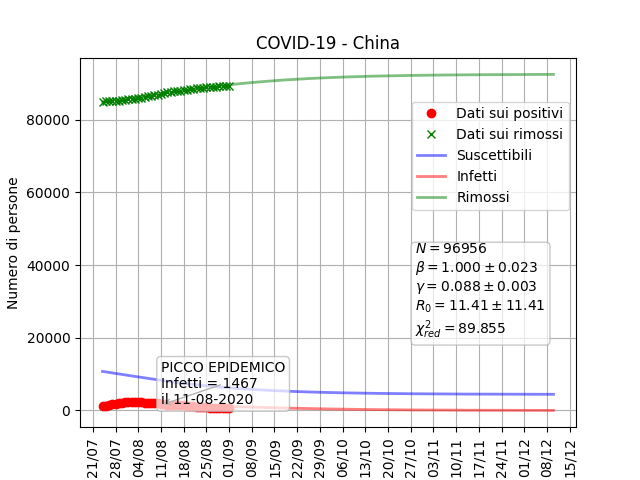 COVID-19 - China
Numero di persone
80000
60000
40000
20000
0
Dati sui positivi
Dati sui rimossi
Suscettibili
Infetti
Rimossi
N = 96956
β = 1.000 ± 0.023
γ = 0.088 ± 0.003
R₀ = 11.41 ± 11.41
χ²_red = 89.855
PICCO EPIDEMICO
Infetti = 1467
il 11-08-2020
21/07
28/07
04/08
11/08
18/08
25/08
01/09
08/09
15/09
22/09
29/09
06/10
13/10
20/10
27/10
03/11
10/11
17/11
24/11
01/12
08/12
15/12